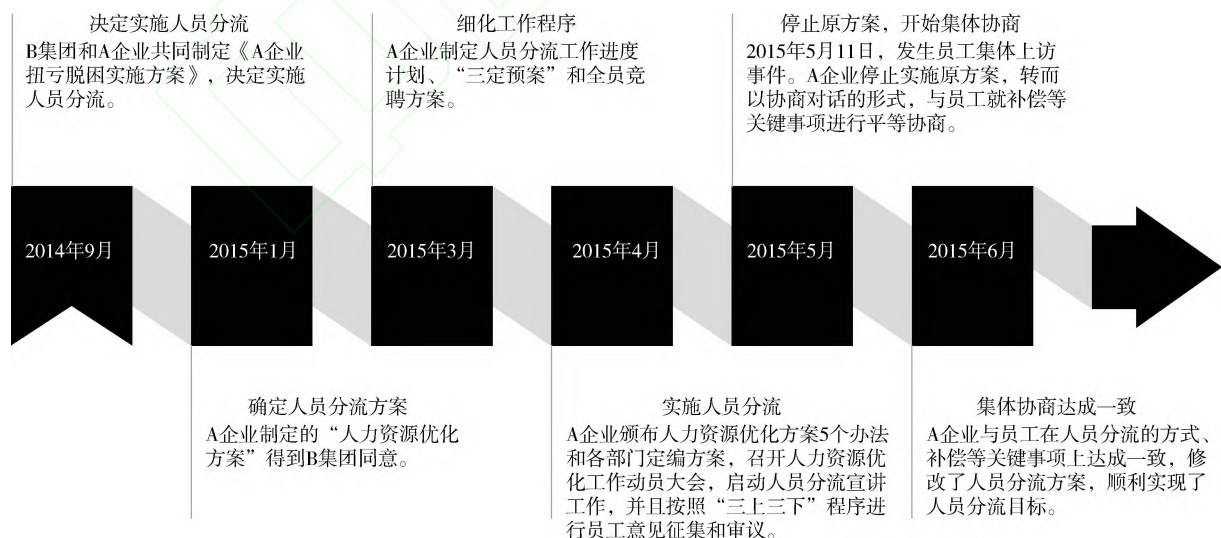 决定实施人员分流
B集团和A企业共同制定《A企业
扭亏脱困实施方案》，决定实施
人员分流。
细化工作程序
A企业制定人员分流工作进度
计划、“三定预案”和全员竞
聘方案。
停止原方案，开始集体协商
2015年5月11日，发生员工集体上访
事件。A企业停止实施原方案，转而
以协商对话的形式，与员工就补偿等
关键事项进行平等协商。
2014年9月
2015年1月
2015年3月
2015年4月
2015年5月
2015年6月
确定人员分流方案
A企业制定的“人力资源优化
方案”得到B集团同意。
实施人员分流
A企业颁布人力资源优化方案5个办法
和各部门定编方案，召开人力资源优
化工作动员大会，启动人员分流宣讲
工作，并且按照“三上三下”程序进
行员工意见征集和审议。
集体协商达成一致
A企业与员工在人员分流的方式、
补偿等关键事项上达成一致，修
改了人员分流方案，顺利实现了
人员分流目标。